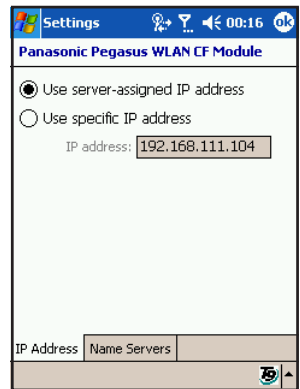 Settings 00:16 ok
Panasonic Pegasus WLAN CF Module
Use server-assigned IP address
Use specific IP address
IP address: 192.168.111.104
IP Address Name Servers
T9